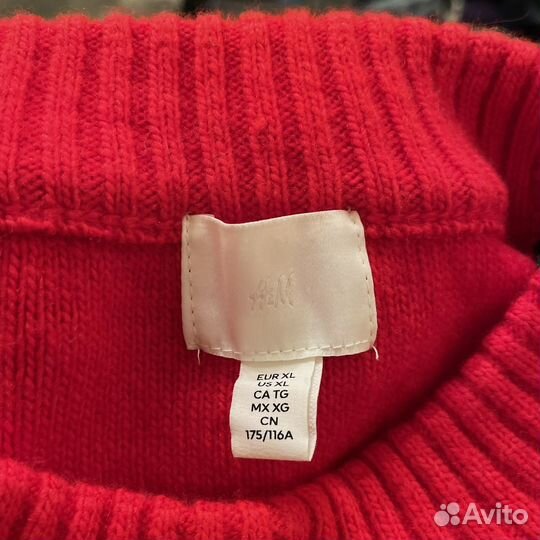 H&M
EUR XL
US XL
CA TG
MX XG
CN
175/116A
Avito